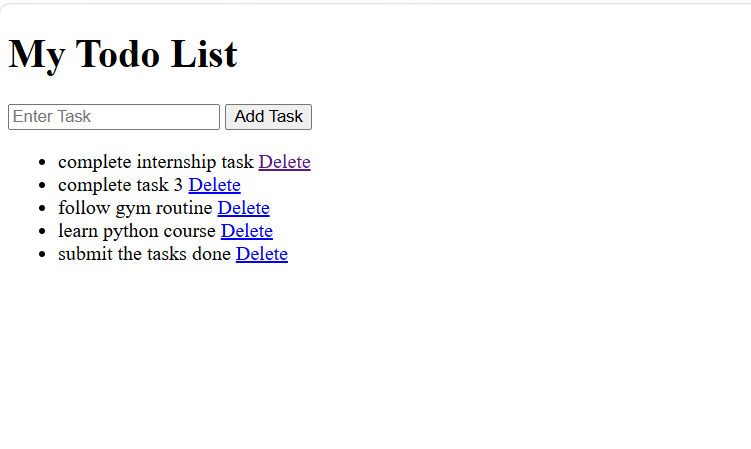 My Todo List
Enter Task Add Task
complete internship task Delete
complete task 3 Delete
follow gym routine Delete
learn python course Delete
submit the tasks done Delete